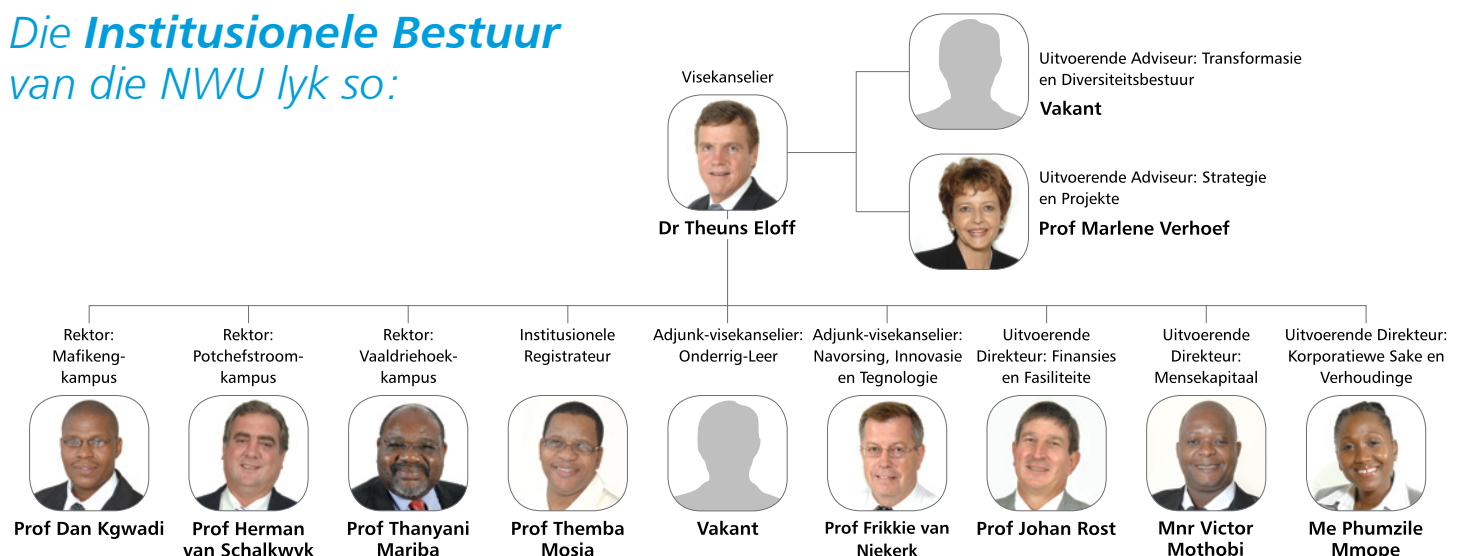 Die Institusionele Bestuur
van die NWU lyk so:
Visekanselier
Dr Theuns Eloff
Uitvoerende Adviseur: Transformasie
en Diversiteitsbestuur
Vakant
Uitvoerende Adviseur: Strategie
en Projekte
Prof Marlene Verhoef
Rektor:
Mafikeng-
kampus
Prof Dan Kgwadi
Rektor:
Potchefstroom-
kampus
Prof Herman
van Schalkwyk
Rektor:
Vaaldriehoek-
kampus
Prof Thanyani
Mariba
Institusionele
Registrateur
Prof Themba
Mosia
Adjunk-visekanselier:
Onderrig-Leer
Vakant
Adjunk-visekanselier:
Navorsing, Innovasie
en Tegnologie
Prof Frikkie van
Niekerk
Uitvoerende
Direkteur: Finansies
en Fasiliteite
Prof Johan Rost
Uitvoerende
Direkteur:
Mensekapitaal
Mnr Victor
Mothobi
Uitvoerende Direkteur:
Korporatiewe Sake en
Verhoudinge
Me Phumzile
Mmope